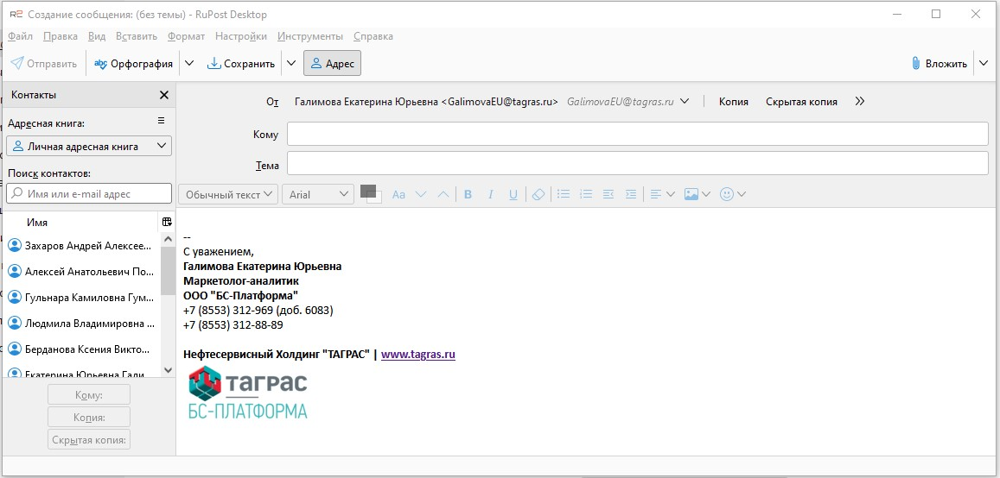 R2 Создание сообщения: (без темы) - RuPost Desktop
Файл Правка Вид Вставить Формат Настройки Инструменты Справка
Отправить abc Орфография Сохранить Адрес Вложить
Контакты
Адресная книга:
Личная адресная книга
Поиск контактов:
Имя или e-mail адрес
Имя
Захаров Андрей Алексее...
Алексей Анатольевич По...
Гульнара Камиловна Гум...
Людмила Владимировна ...
Берданова Ксения Викто...
Екатерина Юрьевна Гали
Кому:
Копия:
Скрытая копия:
От Галимова Екатерина Юрьевна <GalimovaEU@tagras.ru> GalimovaEU@tagras.ru Копия Скрытая копия
Кому
Тема
Обычный текст Arial Aa B I U
--
С уважением,
Галимова Екатерина Юрьевна
Маркетолог-аналитик
ООО "БС-Платформа"
+7 (8553) 312-969 (доб. 6083)
+7 (8553) 312-88-89
Нефтесервисный Холдинг "ТАГРАС" | www.tagras.ru
таграс
БС-ПЛАТФОРМА